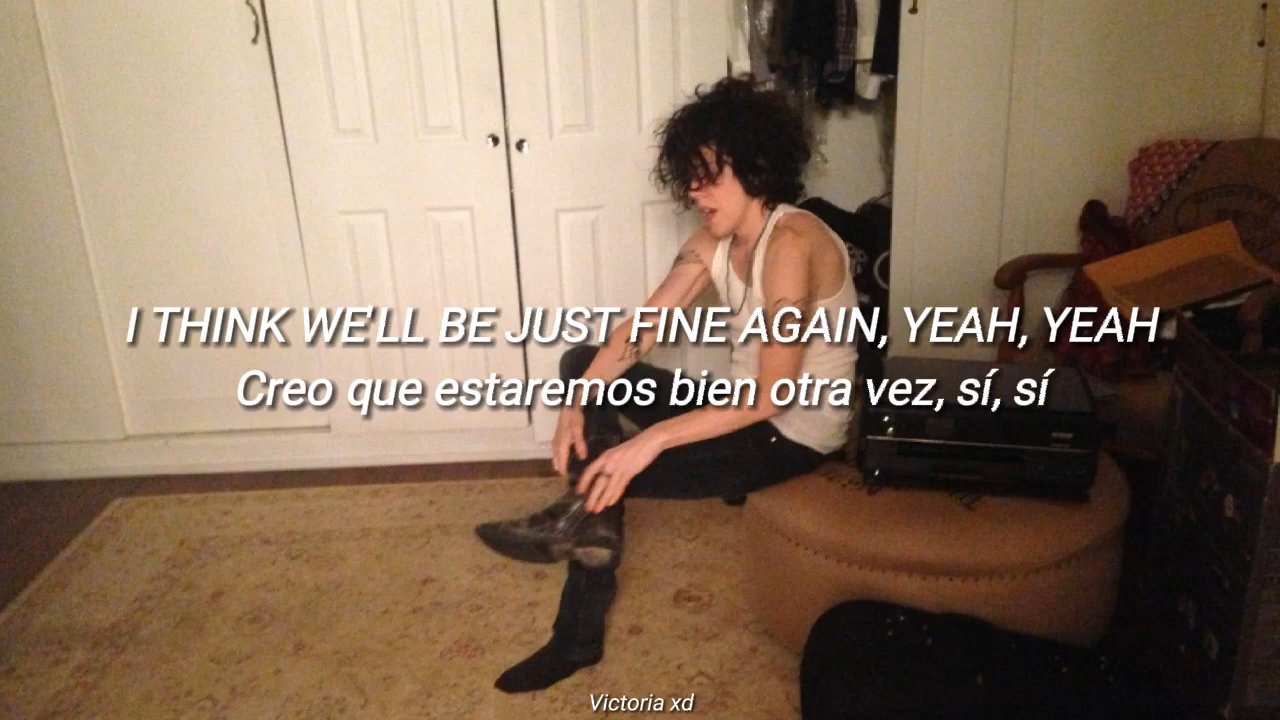 I THINK WE'LL BE JUST FINE AGAIN, YEAH, YEAH
Creo que estaremos bien otra vez, sí, sí
Victoria xd